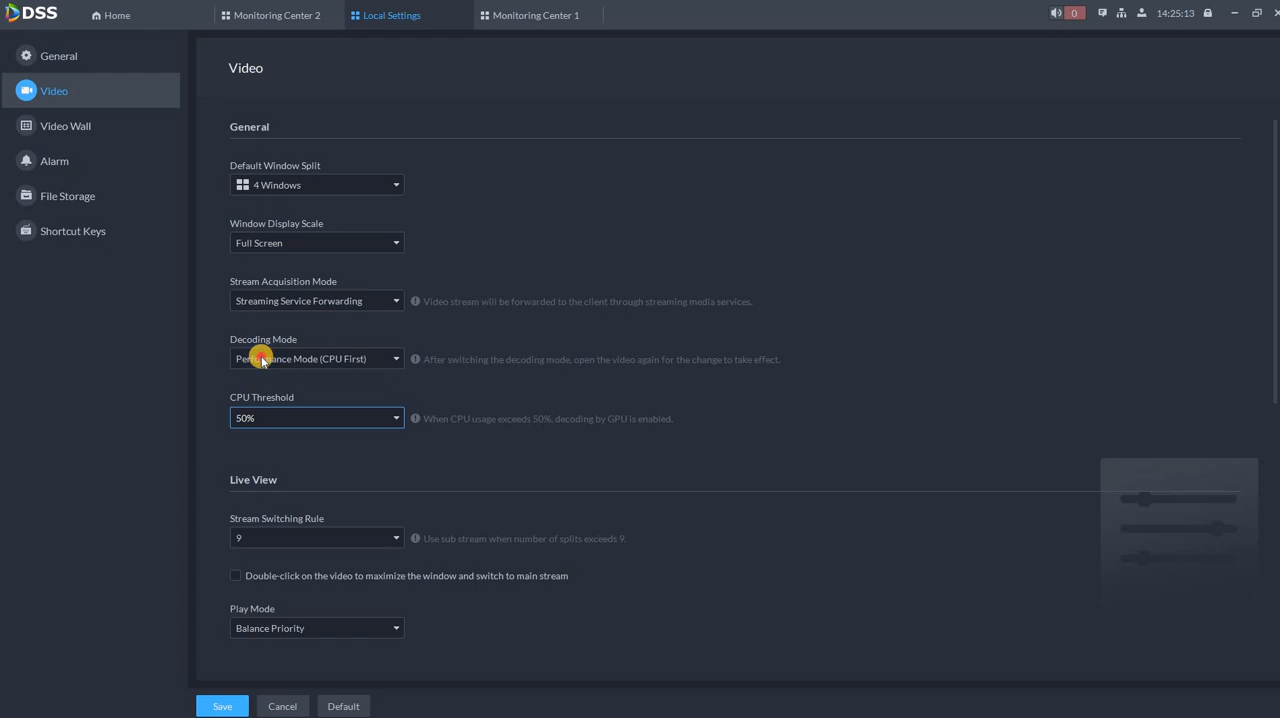 DSS
Home
Monitoring Center 2
Local Settings
Monitoring Center 1
0
14:25:13
General
Video
Video Wall
Alarm
File Storage
Shortcut Keys
Video
General
Default Window Split
4 Windows
Window Display Scale
Full Screen
Stream Acquisition Mode
Streaming Service Forwarding
Video stream will be forwarded to the client through streaming media services.
Decoding Mode
Performance Mode (CPU First)
After switching the decoding mode, open the video again for the change to take effect.
CPU Threshold
50%
When CPU usage exceeds 50%, decoding by GPU is enabled.
Live View
Stream Switching Rule
9
Use sub stream when number of splits exceeds 9.
Double-click on the video to maximize the window and switch to main stream
Play Mode
Balance Priority
Save
Cancel
Default